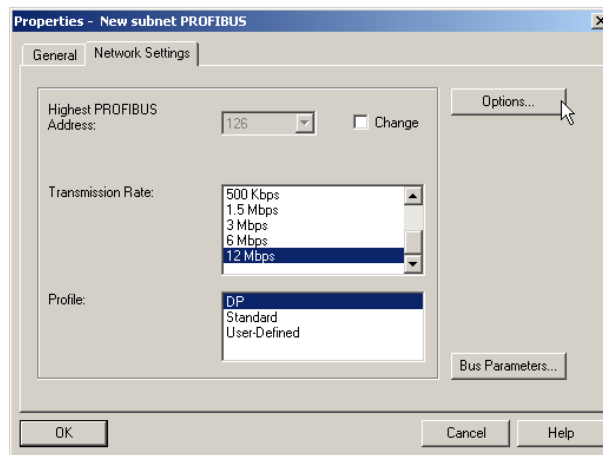 Properties - New subnet PROFIBUS
General Network Settings
Highest PROFIBUS
Address:
126
Change
Options...
Transmission Rate:
500 Kbps
1.5 Mbps
3 Mbps
6 Mbps
12 Mbps
Profile:
DP
Standard
User-Defined
Bus Parameters...
OK Cancel Help